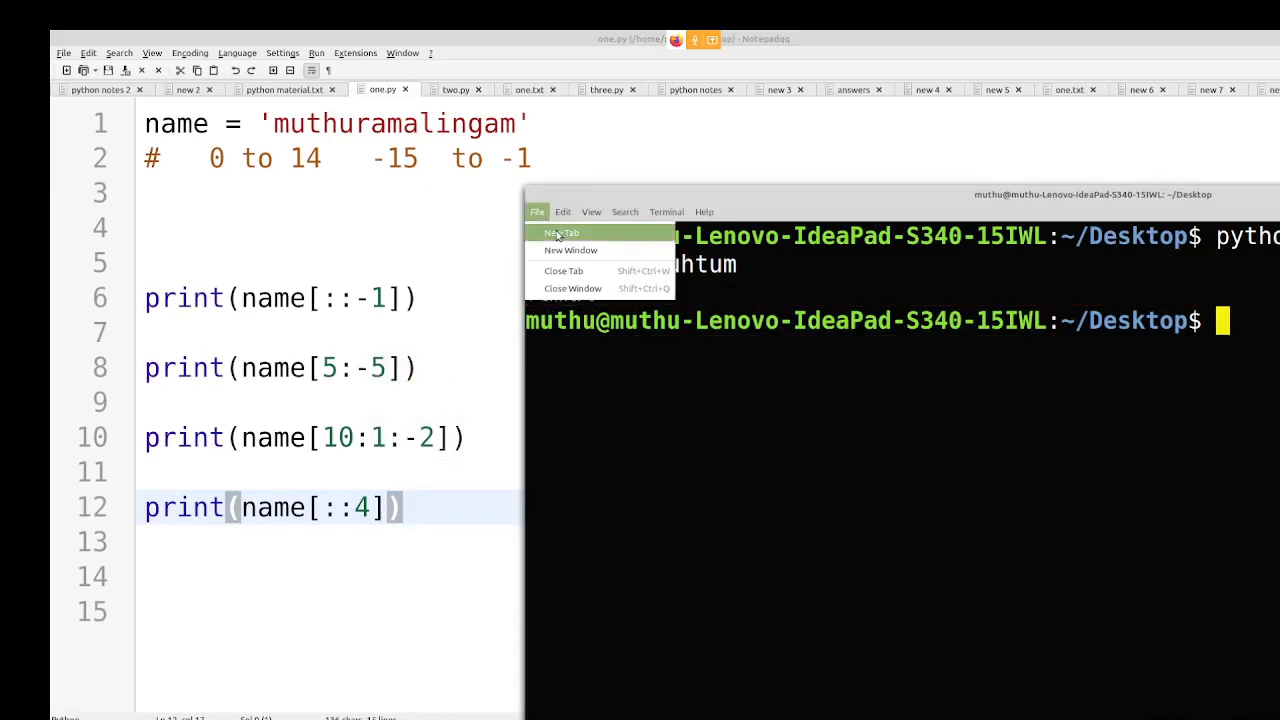 one.py (/home/ op) - Notepadqq
File Edit Search View Encoding Language Settings Run Extensions Window ?
python notes 2 new 2 python material.txt one.py two.py one.txt three.py python notes new 3 answers new 4 new 5 one.txt new 6 new 7
1 name = 'muthuramalingam'
2 # 0 to 14 -15 to -1
3
4
5
6 print(name[::-1])
7
8 print(name[5:-5])
9
10 print(name[10:1:-2])
11
12 print(name[::4])
13
14
15
muthu@muthu-Lenovo-IdeaPad-S340-15IWL: ~/Desktop
File Edit View Search Terminal Help
New Tab
New Window
Close Tab Shift+Ctrl+W
Close Window Shift+Ctrl+Q
-Lenovo-IdeaPad-S340-15IWL:~/Desktop$ pytho
uhtum
muthu@muthu-Lenovo-IdeaPad-S340-15IWL:~/Desktop$